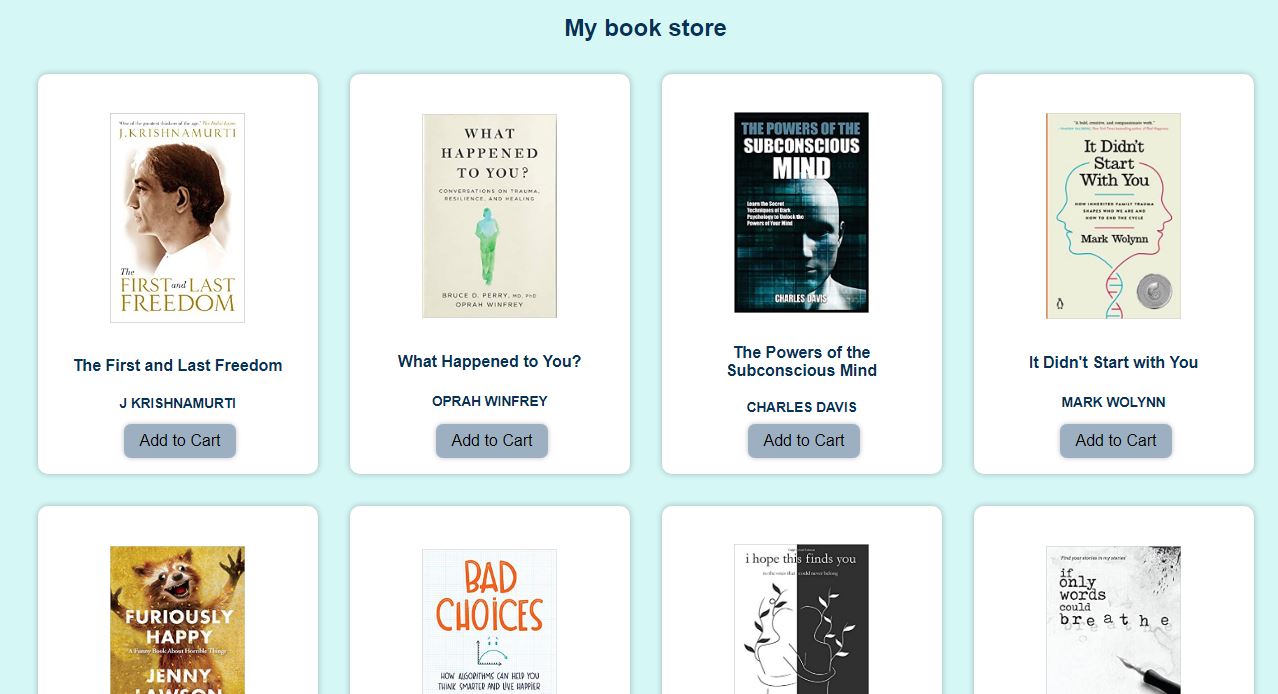 My book store
"One of the greatest thinkers of the age." The Dalai Lama
J.KRISHNAMURTI
The
FIRST and LAST
FREEDOM
The First and Last Freedom
J KRISHNAMURTI
Add to Cart
WHAT
HAPPENED
TO YOU?
CONVERSATIONS ON TRAUMA,
RESILIENCE, AND HEALING
BRUCE D. PERRY, MD, PhD
OPRAH WINFREY
What Happened to You?
OPRAH WINFREY
Add to Cart
THE POWERS OF THE
SUBCONSCIOUS
MIND
Learn the Secret
Techniques of Dark
Psychology to Unlock the
Powers of Your Mind
CHARLES DAVIS
The Powers of the
Subconscious Mind
CHARLES DAVIS
Add to Cart
"A bold, creative, and compassionate work."
New York Times bestselling author of
It Didn't
Start
With You
HOW INHERITED FAMILY TRAUMA
SHAPES WHO WE ARE AND
HOW TO END THE CYCLE
Mark Wolynn
It Didn't Start with You
MARK WOLYNN
Add to Cart
FURIOUSLY
HAPPY
A Funny Book About Horrible Things
JENNY
LAWSON
BAD
CHOICES
HOW ALGORITHMS CAN HELP YOU
THINK SMARTER AND LIVE HAPPIER
i hope this finds you
to the ones that could never belong
Find your stories in my stories
if
only
words
could
breathe